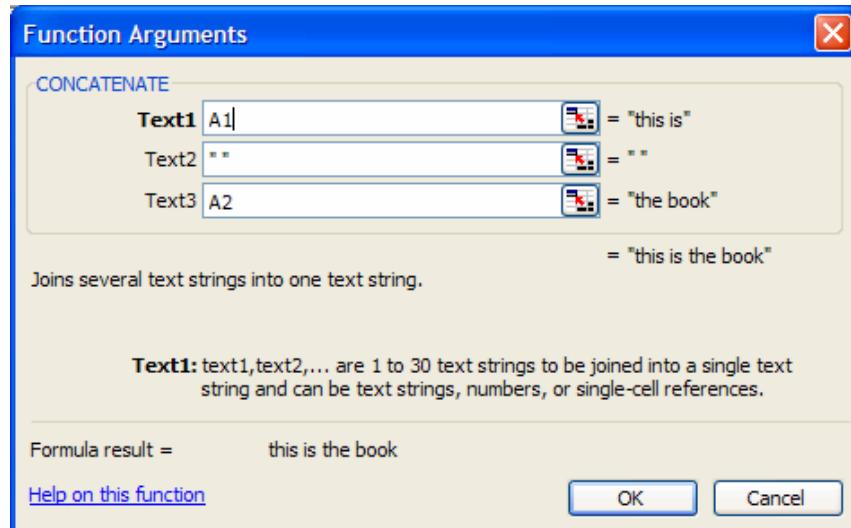 Function Arguments
CONCATENATE
Text1 A1 = "this is"
Text2 " " = " "
Text3 A2 = "the book"
= "this is the book"
Joins several text strings into one text string.
Text1: text1,text2,... are 1 to 30 text strings to be joined into a single text
string and can be text strings, numbers, or single-cell references.
Formula result = this is the book
Help on this function OK Cancel